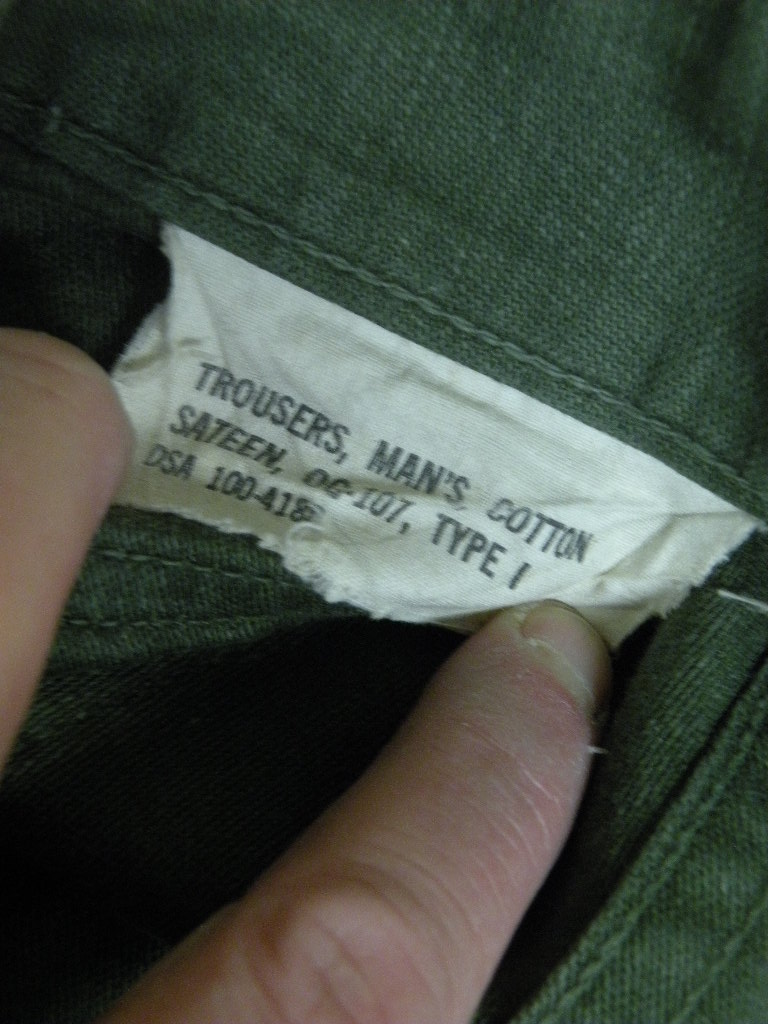 TROUSERS, MAN'S, COTTON
SATEEN, OG-107, TYPE I
DSA 100-418